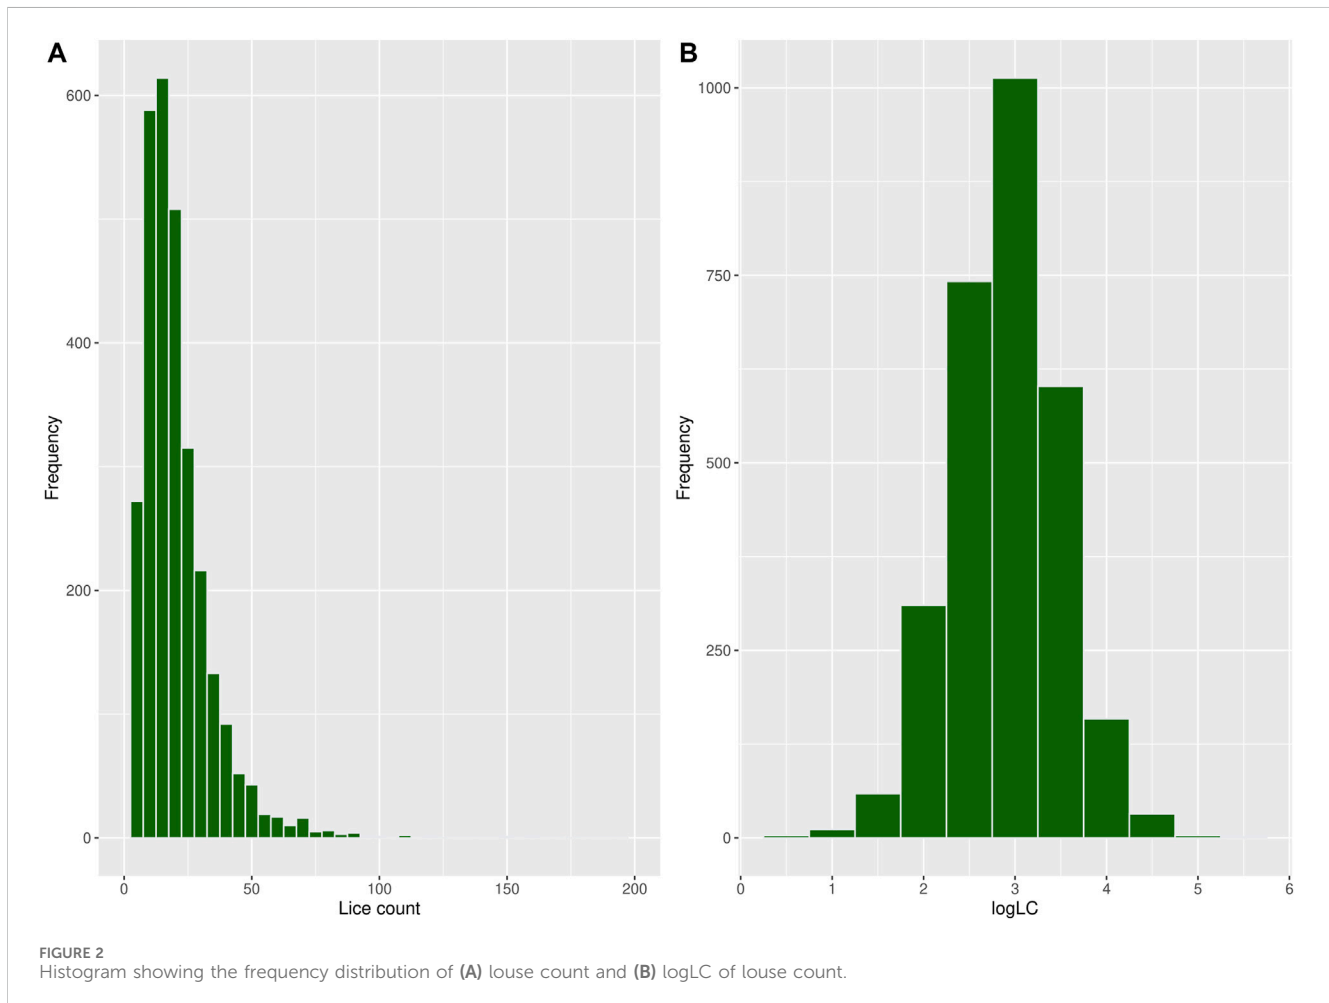 A
B
600
400
200
0
Frequency
0 50 100 150 200
Lice count
1000
750
500
250
0
Frequency
0 1 2 3 4 5 6
logLC
FIGURE 2
Histogram showing the frequency distribution of (A) louse count and (B) logLC of louse count.